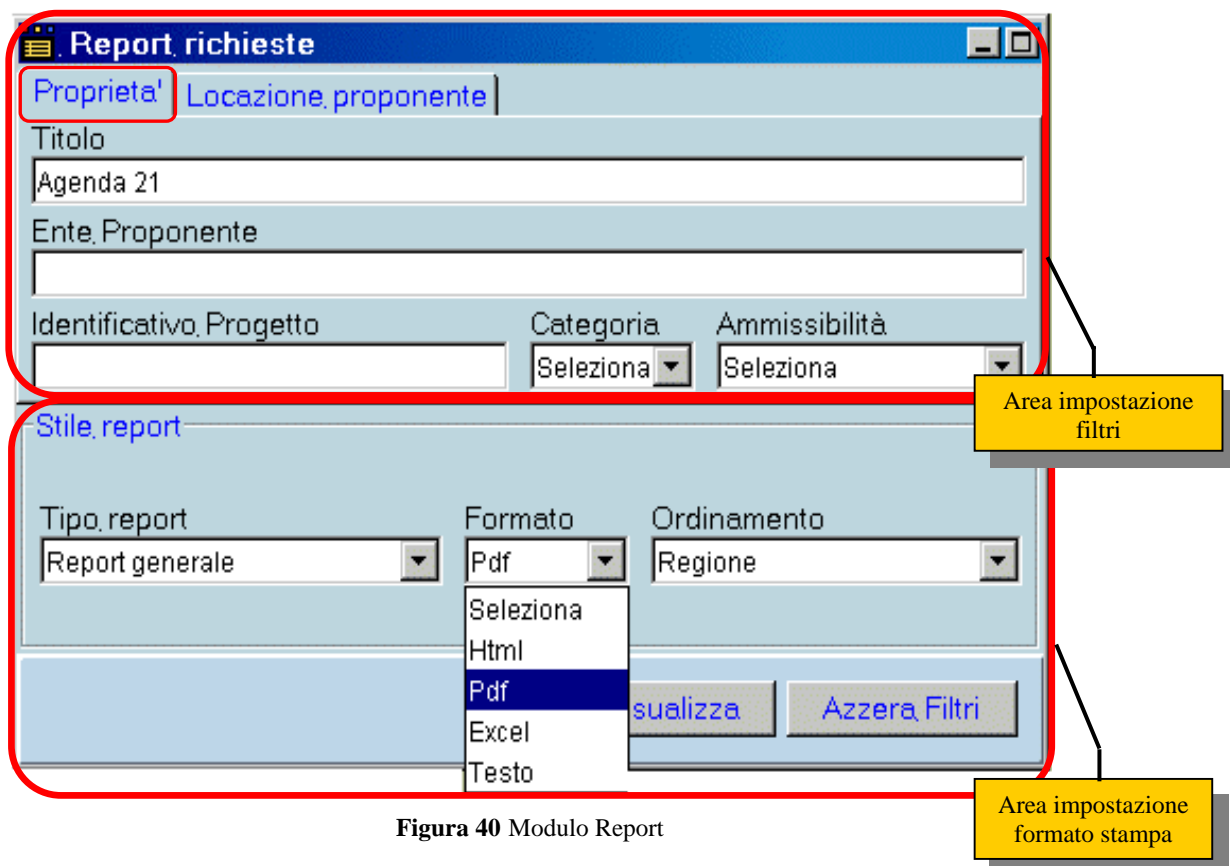 Report richieste
Proprieta' Locazione proponente
Titolo
Agenda 21
Ente Proponente
Identificativo Progetto Categoria Ammissibilità
Seleziona Seleziona
Area impostazione
filtri
Stile report
Tipo report Formato Ordinamento
Report generale Pdf Regione
Seleziona
Html
Pdf
Excel
Testo
sualizza Azzera Filtri
Area impostazione
formato stampa
Figura 40 Modulo Report